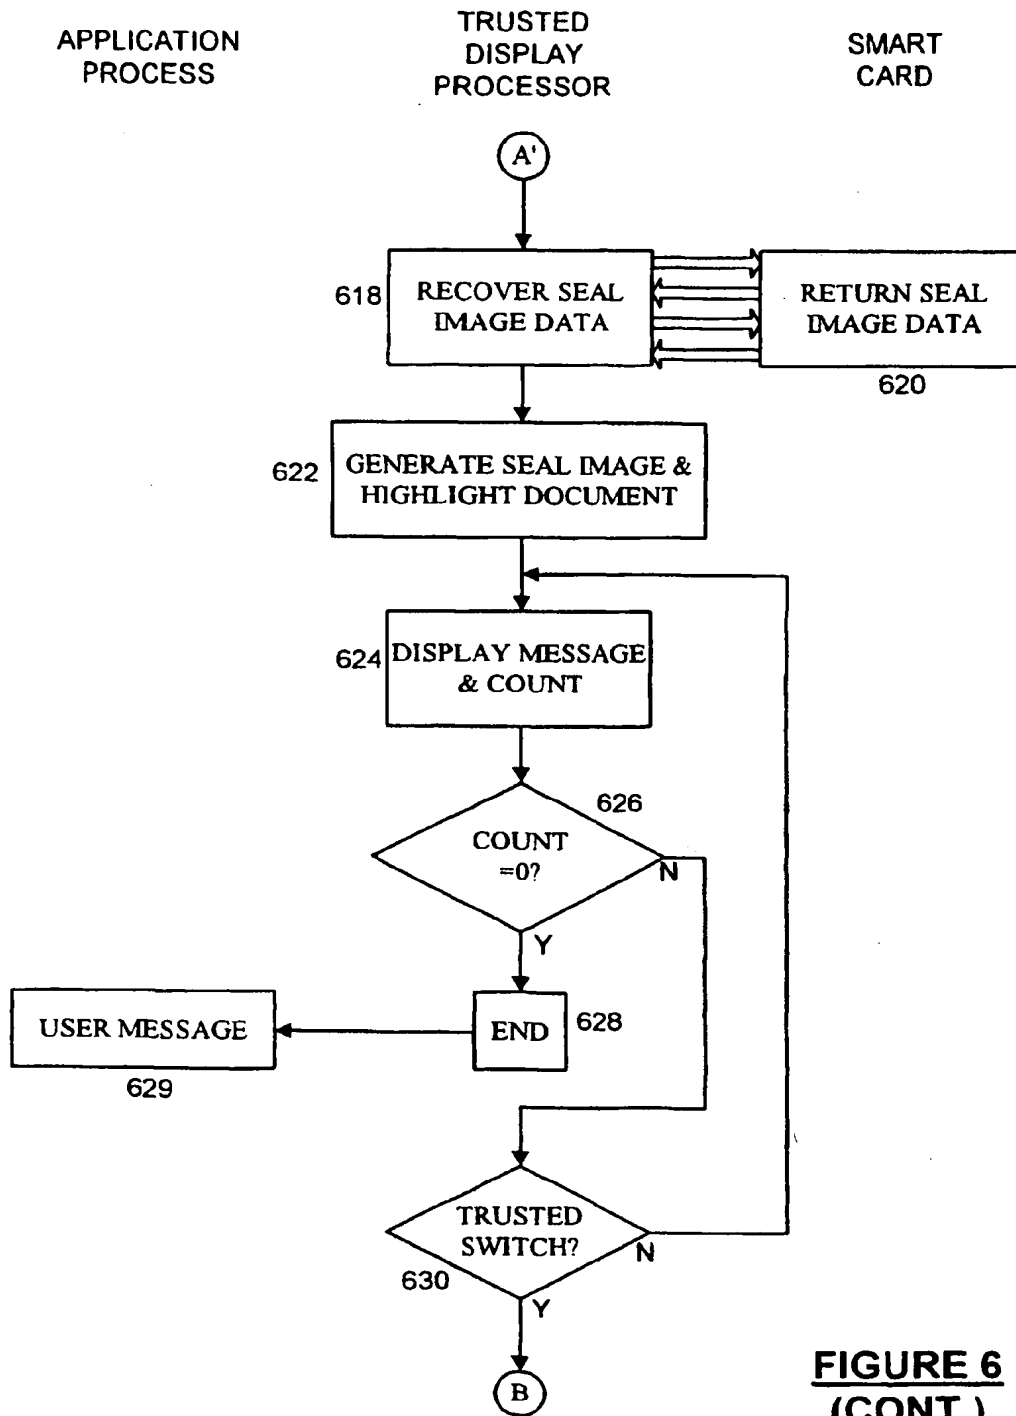 APPLICATION
PROCESS
TRUSTED
DISPLAY
PROCESSOR
SMART
CARD
A'
618
RECOVER SEAL
IMAGE DATA
RETURN SEAL
IMAGE DATA
620
622
GENERATE SEAL IMAGE &
HIGHLIGHT DOCUMENT
624
DISPLAY MESSAGE
& COUNT
626
COUNT
=0?
N
Y
USER MESSAGE
629
END
628
TRUSTED
SWITCH?
N
630
Y
B
FIGURE 6
(CONT.)